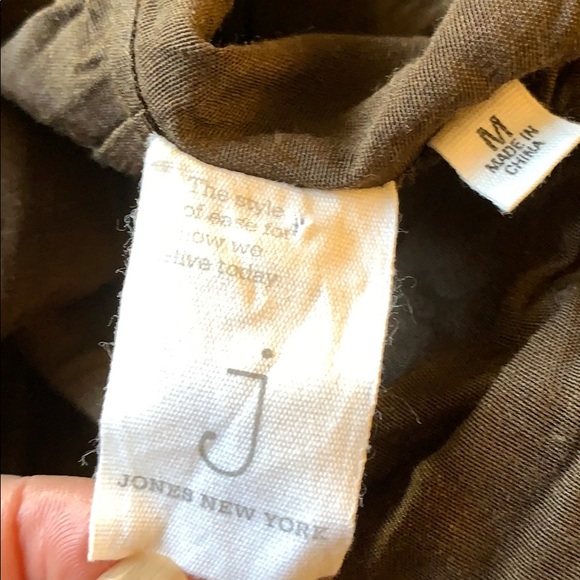 The style
of ease for
how we
live today
j
JONES NEW YORK
M
MADE IN
CHINA